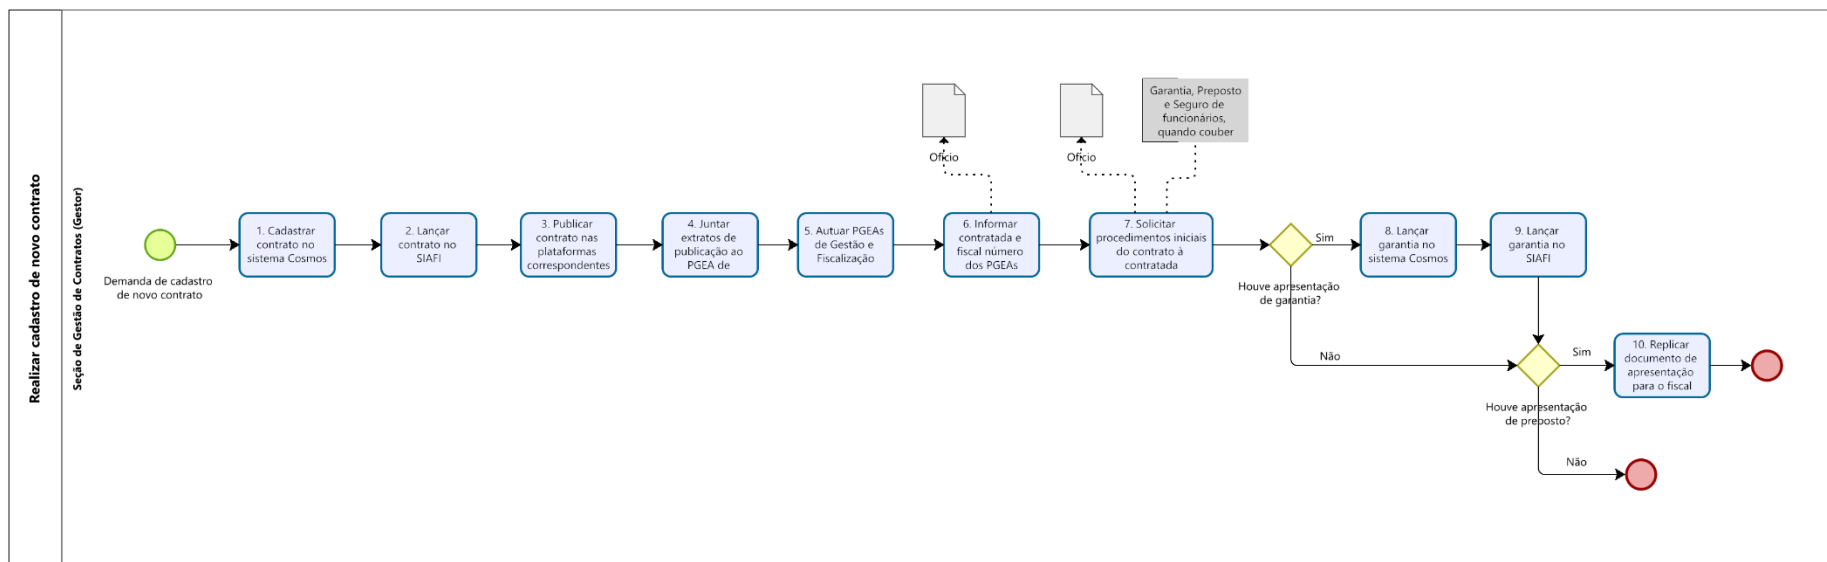 Realizar cadastro de novo contrato
Seção de Gestão de Contratos (Gestor)
Demanda de cadastro
de novo contrato
1. Cadastrar
contrato no
sistema Cosmos
2. Lançar
contrato no
SIAFI
3. Publicar
contrato nas
plataformas
correspondentes
4. Juntar
extratos de
publicação ao
PGEA de
5. Autuar PGEAs
de Gestão e
Fiscalização
Ofício
6. Informar
contratada e
fiscal número
dos PGEAs
Ofício
Garantia, Preposto
e Seguro de
funcionários,
quando couber
7. Solicitar
procedimentos iniciais
do contrato à
contratada
Houve apresentação
de garantia?
Sim
Não
8. Lançar
garantia no
sistema Cosmos
9. Lançar
garantia no
SIAFI
Houve apresentação
de preposto?
Sim
Não
10. Replicar
documento de
apresentação
para o fiscal